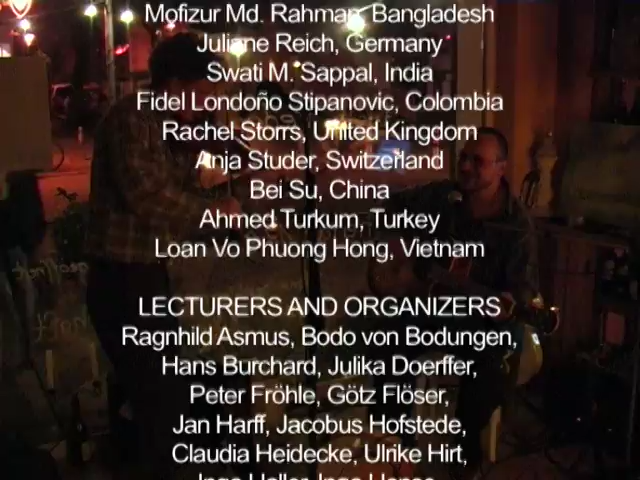 Mofizur Md. Rahman, Bangladesh
Juliane Reich, Germany
Swati M. Sappal, India
Fidel Londoño Stipanovic, Colombia
Rachel Storrs, United Kingdom
Anja Studer, Switzerland
Bei Su, China
Ahmed Turkum, Turkey
Loan Vo Phuong Hong, Vietnam
LECTURERS AND ORGANIZERS
Ragnhild Asmus, Bodo von Bodungen,
Hans Burchard, Julika Doerffer,
Peter Fröhle, Götz Flöser,
Jan Harff, Jacobus Hofstede,
Claudia Heidecke, Ulrike Hirt,